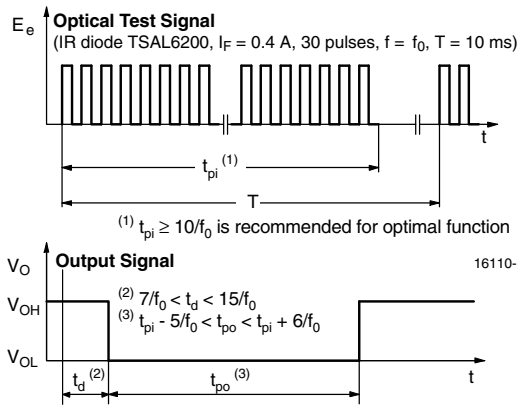 E_e Optical Test Signal
(IR diode TSAL6200, I_F = 0.4 A, 30 pulses, f = f_0, T = 10 ms)
t
t_pi (1)
T
(1) t_pi ≥ 10/f_0 is recommended for optimal function
V_O Output Signal 16110-
V_OH (2) 7/f_0 < t_d < 15/f_0
(3) t_pi - 5/f_0 < t_po < t_pi + 6/f_0
V_OL
t
t_d (2) t_po (3)